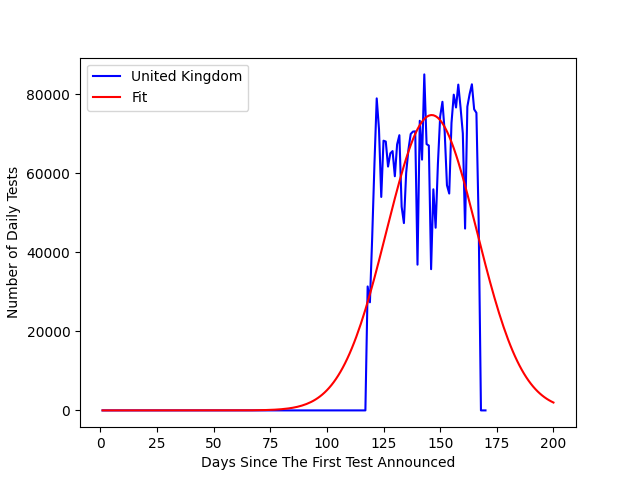 United Kingdom
Fit
80000
60000
40000
20000
0
0 25 50 75 100 125 150 175 200
Number of Daily Tests
Days Since The First Test Announced